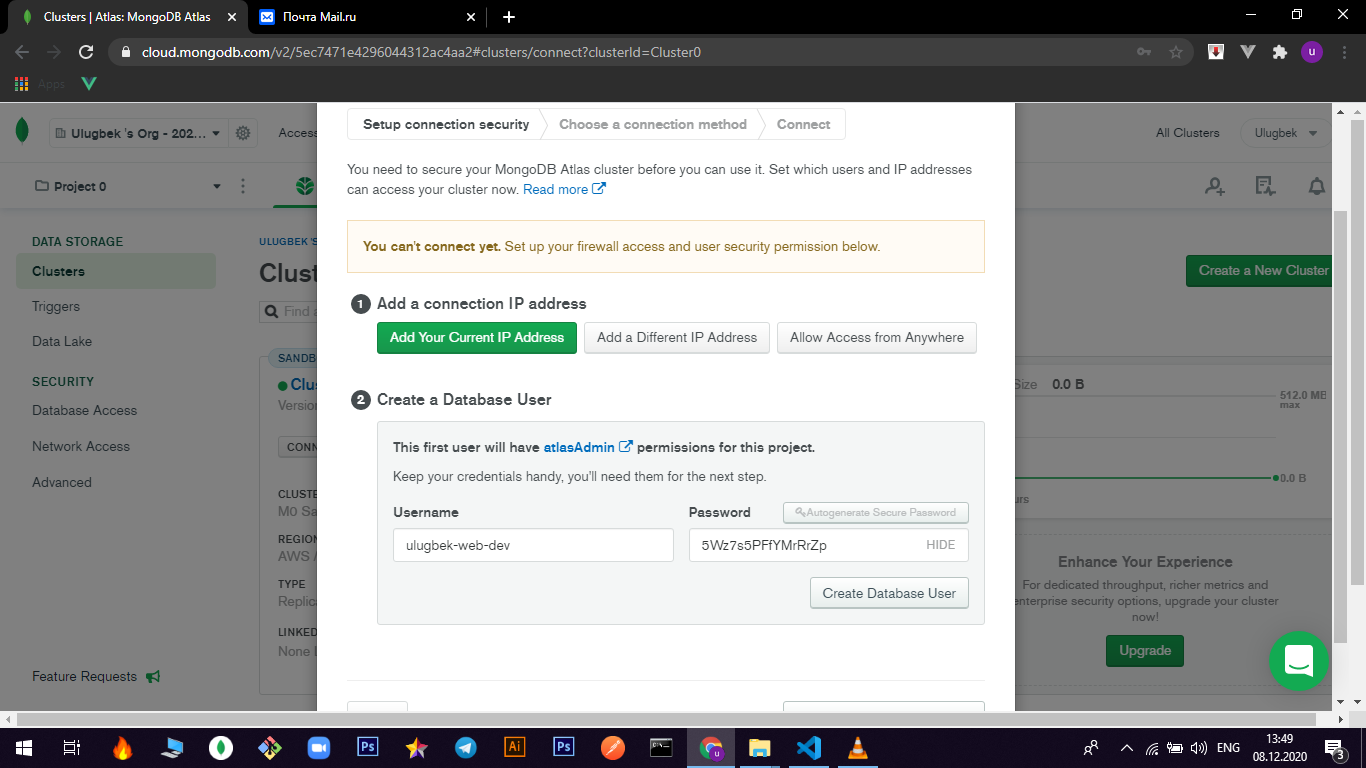 Clusters | Atlas: MongoDB Atlas
Почта Mail.ru
cloud.mongodb.com/v2/5ec7471e4296044312ac4aa2#clusters/connect?clusterId=Cluster0
u
Apps
Ulugbek 's Org - 202...
Access
All Clusters
Ulugbek
Project 0
DATA STORAGE
Clusters
Triggers
Data Lake
SECURITY
Database Access
Network Access
Advanced
Feature Requests
ULUGBEK 'S
Clust
Find a
SANDB
Clus
Version
CONN
CLUSTE
M0 Sa
REGION
AWS /
TYPE
Replic
LINKED
None
Setup connection security
Choose a connection method
Connect
You need to secure your MongoDB Atlas cluster before you can use it. Set which users and IP addresses
can access your cluster now. Read more
You can't connect yet. Set up your firewall access and user security permission below.
1 Add a connection IP address
Add Your Current IP Address
Add a Different IP Address
Allow Access from Anywhere
2 Create a Database User
This first user will have atlasAdmin permissions for this project.
Keep your credentials handy, you'll need them for the next step.
Username
Password
Autogenerate Secure Password
ulugbek-web-dev
5Wz7s5PFfYMrRrZp
HIDE
Create Database User
Create a New Cluster
Size 0.0 B
512.0 MB
max
0.0 B
urs
Enhance Your Experience
For dedicated throughput, richer metrics and
enterprise security options, upgrade your cluster
now!
Upgrade
Ps
Ai
Ps
u
ENG
13:49
08.12.2020
3